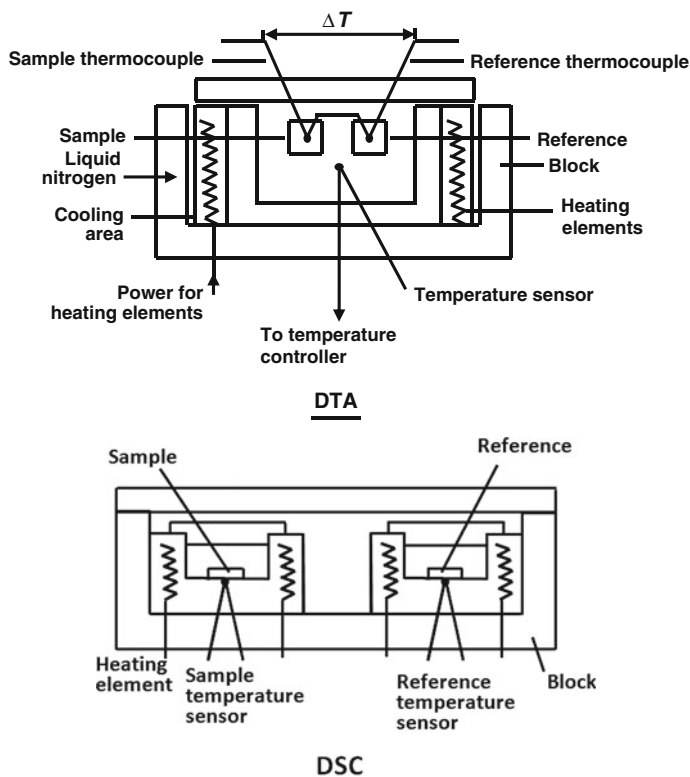 ΔT
Sample thermocouple
Reference thermocouple
Sample
Reference
Liquid
nitrogen
Block
Cooling
area
Heating
elements
Power for
heating elements
Temperature sensor
To temperature
controller
DTA
Sample
Reference
Heating
element
Sample
temperature
sensor
Reference
temperature
sensor
Block
DSC